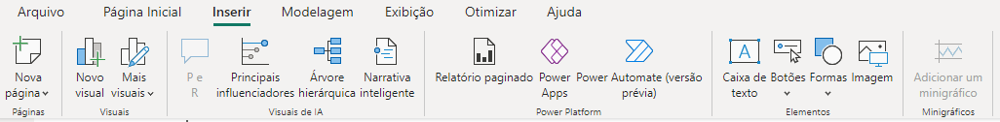 Arquivo Página Inicial Inserir Modelagem Exibição Otimizar Ajuda
Nova página
Novo visual
Mais visuais
P e R
Principais influenciadores
Árvore hierárquica
Narrativa inteligente
Relatório paginado
Power Apps
Power Automate (versão prévia)
Caixa de texto
Botões
Formas
Imagem
Adicionar um minigráfico
Páginas Visuais Visuais de IA Power Platform Elementos Minigráficos